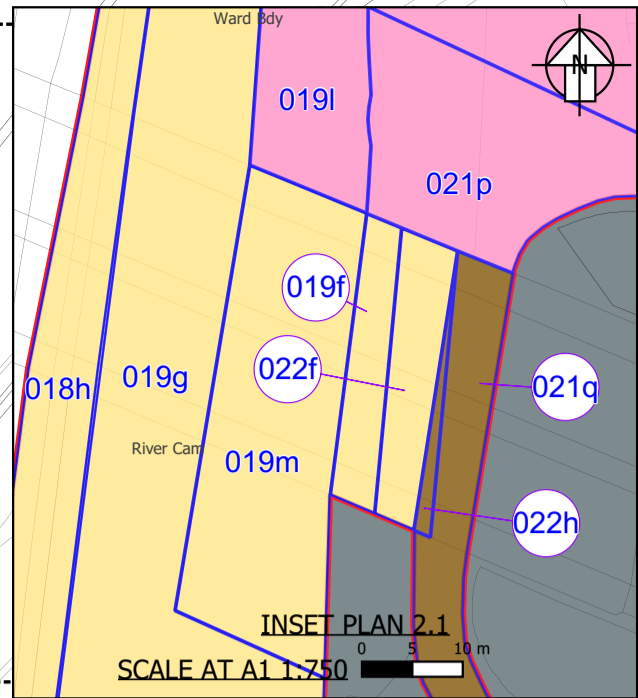 Ward Bdy
N
019l
021p
019f
022f
018h
019g
021q
River Cam
019m
022h
INSET PLAN 2.1
0 5 10 m
SCALE AT A1 1:750